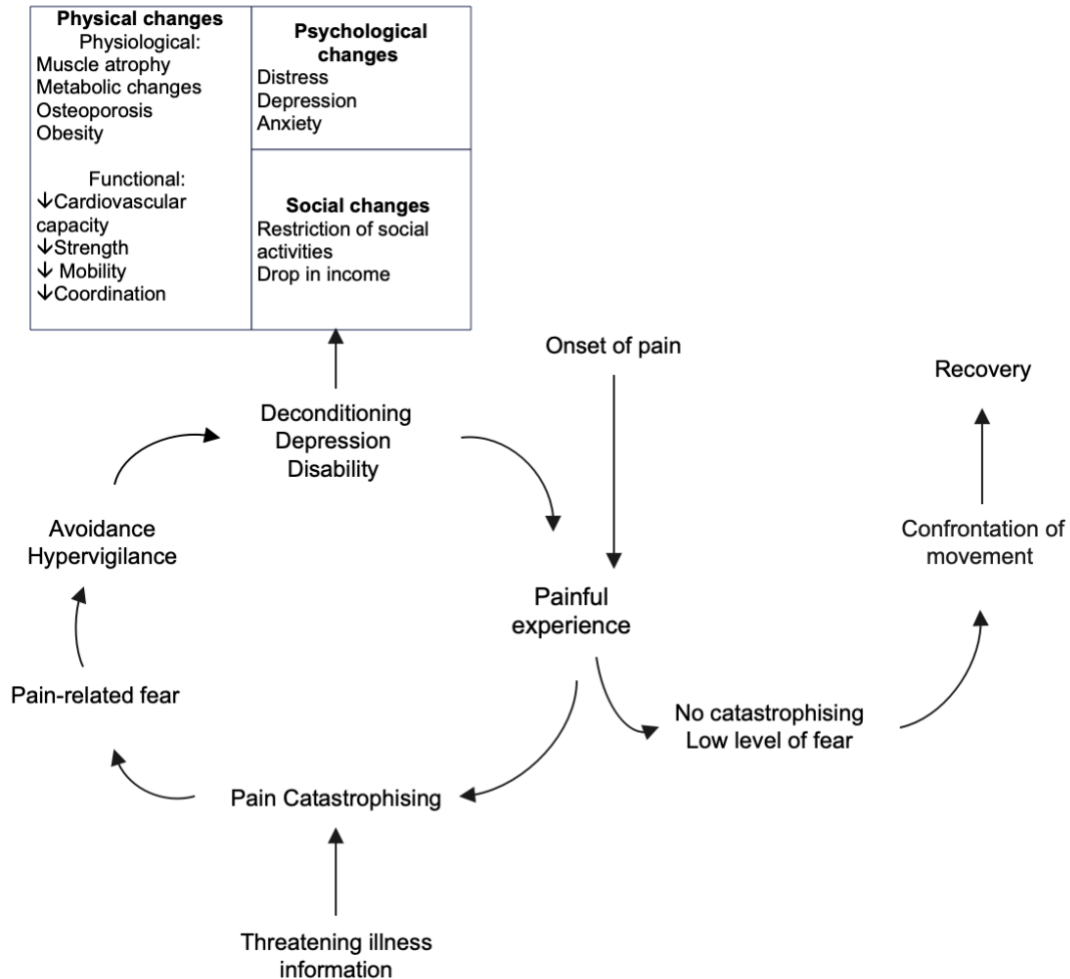 Physical changes
Physiological:
Muscle atrophy
Metabolic changes
Osteoporosis
Obesity
Functional:
↓Cardiovascular
capacity
↓Strength
↓ Mobility
↓Coordination
Psychological
changes
Distress
Depression
Anxiety
Social changes
Restriction of social
activities
Drop in income
Onset of pain
Recovery
Deconditioning
Depression
Disability
Avoidance
Hypervigilance
Confrontation of
movement
Painful
experience
Pain-related fear
No catastrophising
Low level of fear
Pain Catastrophising
Threatening illness
information